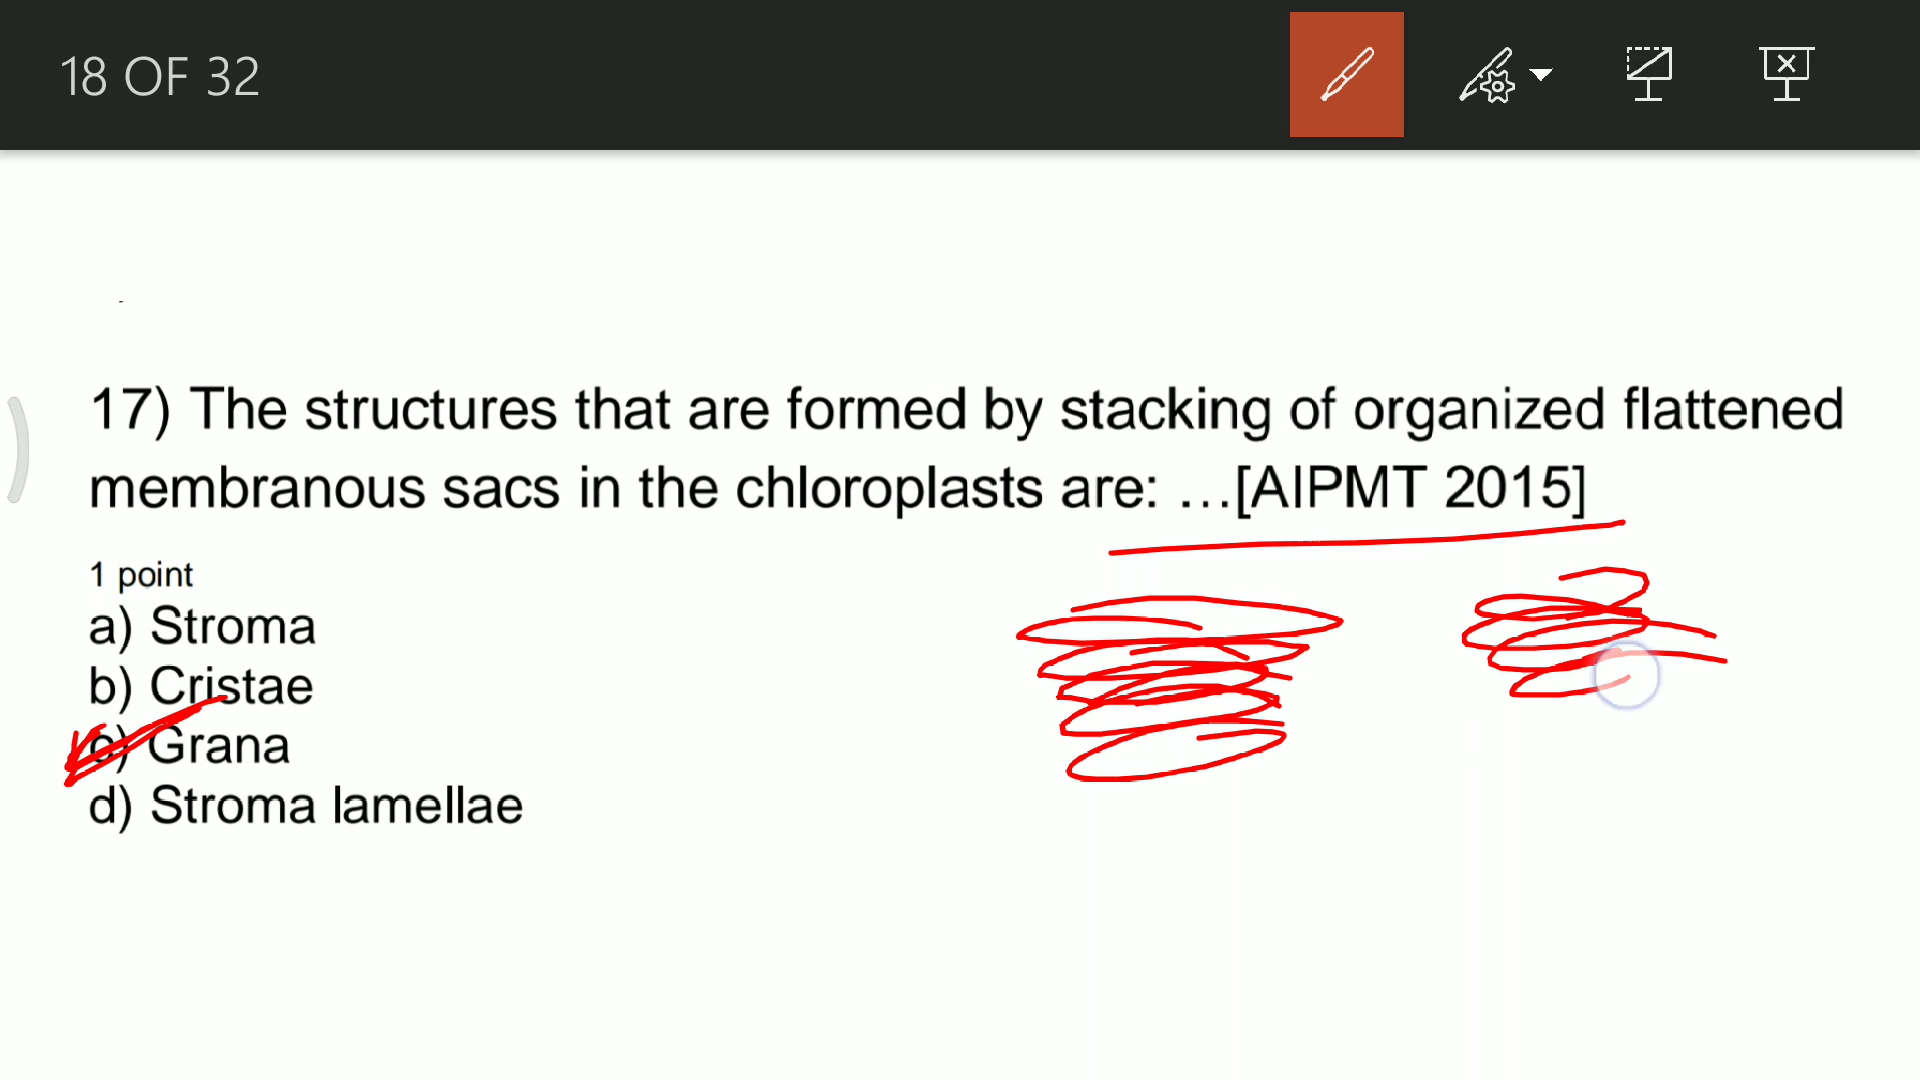 18 OF 32
17) The structures that are formed by stacking of organized flattened
membranous sacs in the chloroplasts are: ...[AIPMT 2015]
1 point
a) Stroma
b) Cristae
c) Grana
d) Stroma lamellae